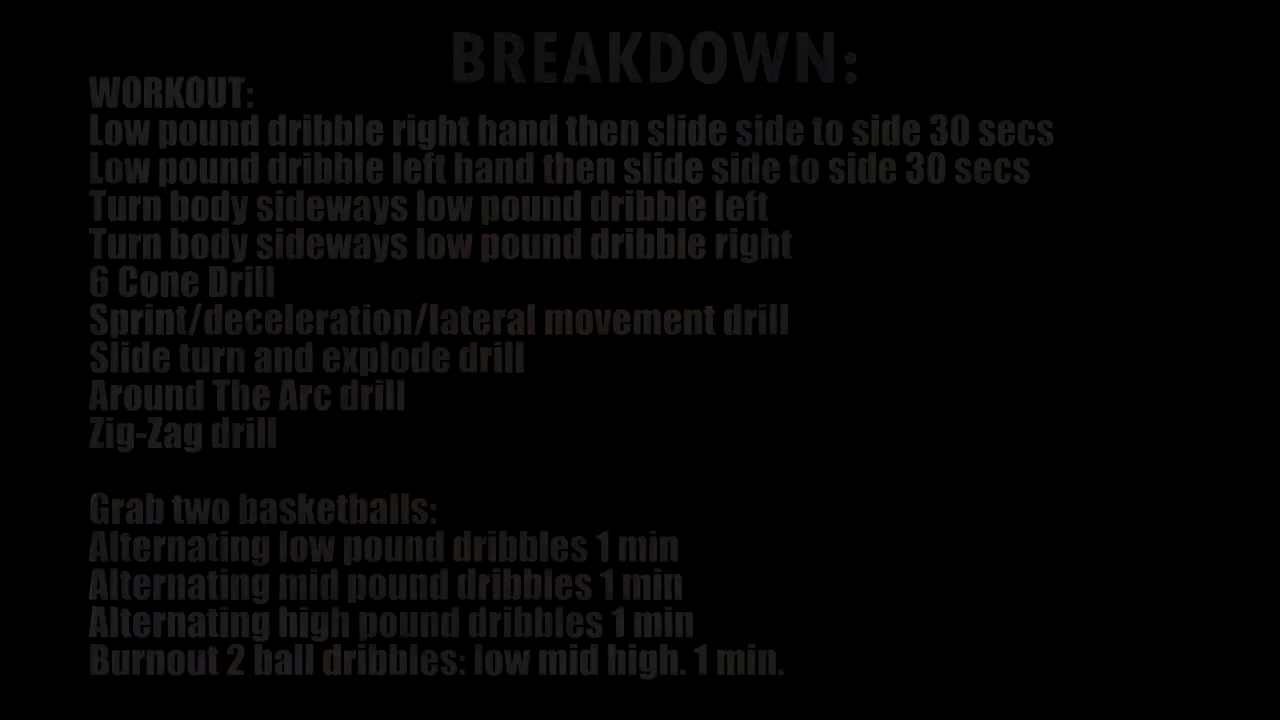 BREAKDOWN:
WORKOUT:
Low pound dribble right hand then slide side to side 30 secs
Low pound dribble left hand then slide side to side 30 secs
Turn body sideways low pound dribble left
Turn body sideways low pound dribble right
6 Cone Drill
Sprint/deceleration/lateral movement drill
Slide turn and explode drill
Around The Arc drill
Zig-Zag drill
Grab two basketballs:
Alternating low pound dribbles 1 min
Alternating mid pound dribbles 1 min
Alternating high pound dribbles 1 min
Burnout 2 ball dribbles: low mid high. 1 min.